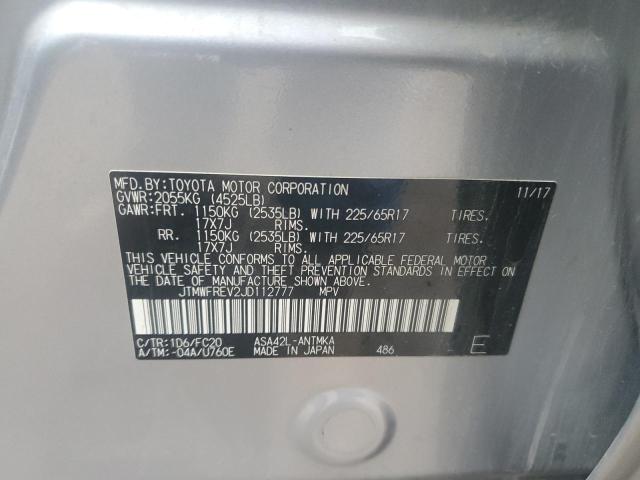 MFD.BY:TOYOTA MOTOR CORPORATION 11/17
GVWR:2055KG (4525LB)
GAWR:FRT. 1150KG (2535LB) WITH 225/65R17 TIRES.
17X7J RIMS.
RR. 1150KG (2535LB) WITH 225/65R17 TIRES.
17X7J RIMS.
THIS VEHICLE CONFORMS TO ALL APPLICABLE FEDERAL MOTOR
VEHICLE SAFETY AND THEFT PREVENTION STANDARDS IN EFFECT ON
THE DATE OF MANUFACTURE SHOWN ABOVE.
JTMWFREV2JD112777 MPV
C/TR:1D6/FC20 ASA42L-ANTMKA
A/TM:-04A/U760E MADE IN JAPAN 486 E